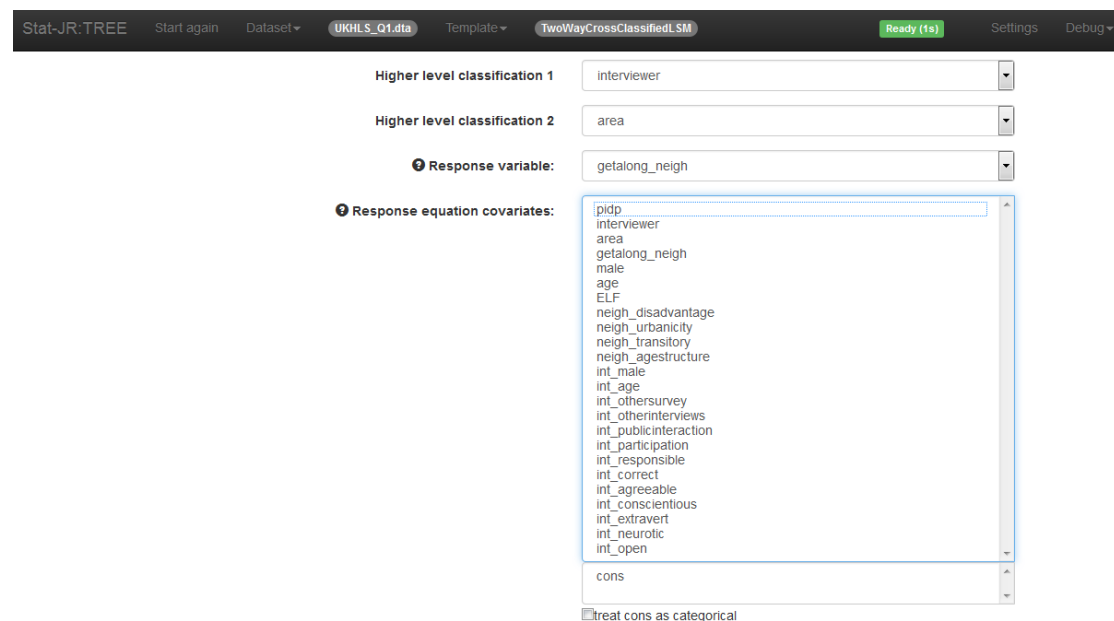 Stat-JR:TREE Start again Dataset UKHLS_Q1.dta Template TwoWayCrossClassifiedLSM Ready (1s) Settings Debug
Higher level classification 1 interviewer
Higher level classification 2 area
Response variable: getalong_neigh
Response equation covariates:
pidp
interviewer
area
getalong_neigh
male
age
ELF
neigh_disadvantage
neigh_urbanicity
neigh_transitory
neigh_agestructure
int_male
int_age
int_othersurvey
int_otherinterviews
int_publicinteraction
int_participation
int_responsible
int_correct
int_agreeable
int_conscientious
int_extravert
int_neurotic
int_open
cons
treat cons as categorical